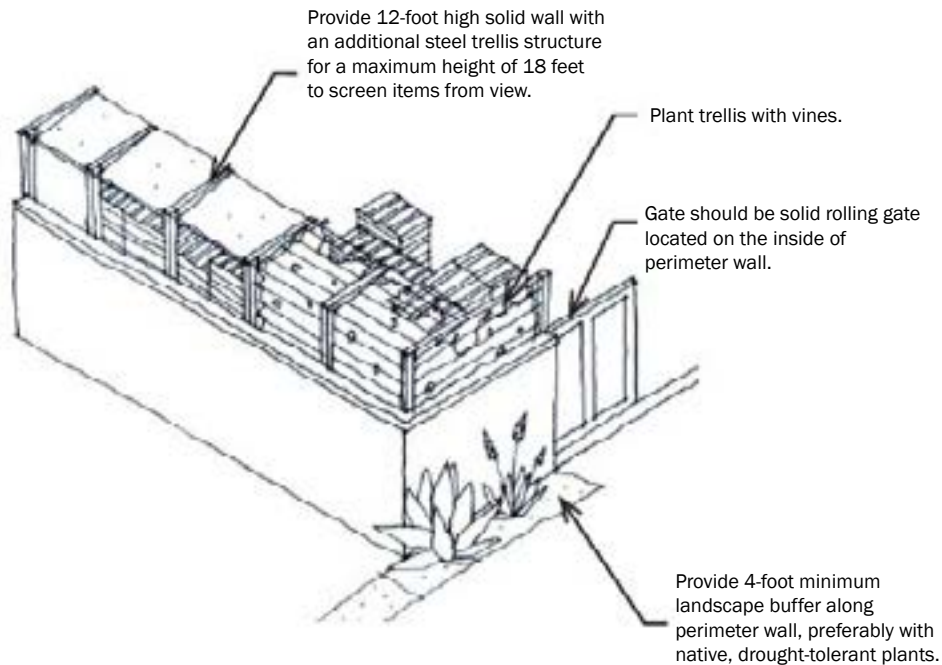 Provide 12-foot high solid wall with
an additional steel trellis structure
for a maximum height of 18 feet
to screen items from view.
Plant trellis with vines.
Gate should be solid rolling gate
located on the inside of
perimeter wall.
Provide 4-foot minimum
landscape buffer along
perimeter wall, preferably with
native, drought-tolerant plants.